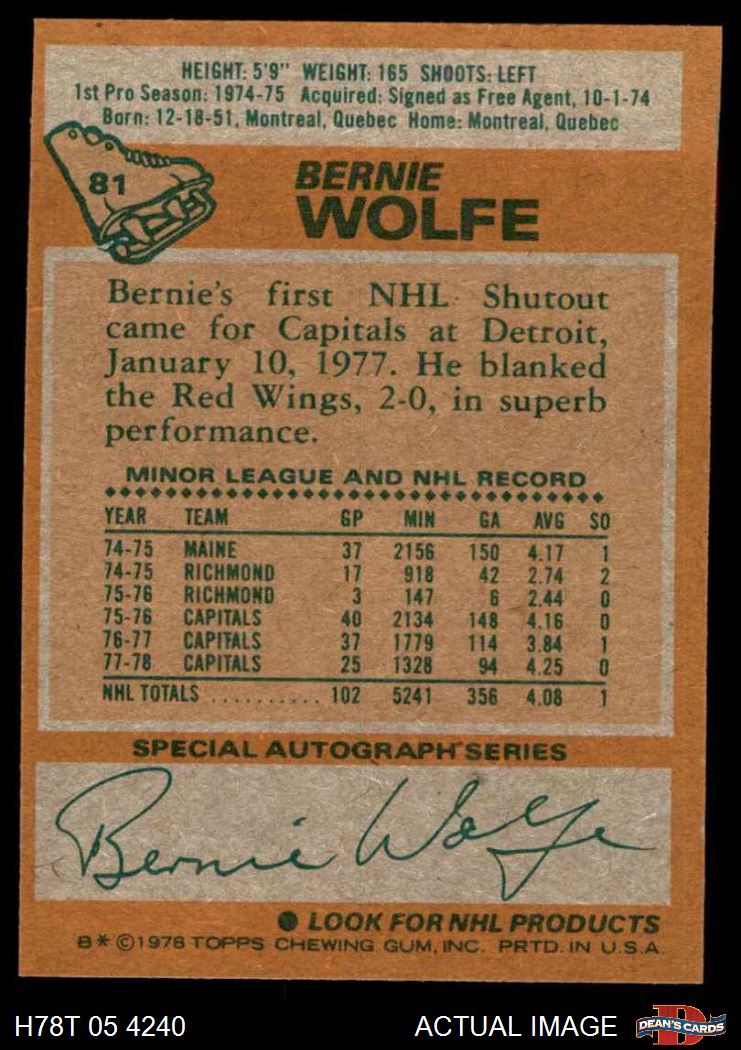 HEIGHT: 5'9" WEIGHT: 165 SHOOTS: LEFT
1st Pro Season: 1974-75 Acquired: Signed as Free Agent, 10-1-74
Born: 12-18-51, Montreal, Quebec Home: Montreal, Quebec
81
BERNIE
WOLFE
Bernie's first NHL Shutout
came for Capitals at Detroit,
January 10, 1977. He blanked
the Red Wings, 2-0, in superb
performance.
MINOR LEAGUE AND NHL RECORD
YEAR TEAM GP MIN GA AVG SO
74-75 MAINE 37 2156 150 4.17 1
74-75 RICHMOND 17 918 42 2.74 2
75-76 RICHMOND 3 147 6 2.44 0
75-76 CAPITALS 40 2134 148 4.16 0
76-77 CAPITALS 37 1779 114 3.84 1
77-78 CAPITALS 25 1328 94 4.25 0
NHL TOTALS .......... 102 5241 356 4.08 1
SPECIAL AUTOGRAPH SERIES
Bernie Wolfe
● LOOK FOR NHL PRODUCTS
B* © 1978 TOPPS CHEWING GUM, INC. PRTD. IN U.S.A.
H78T 05 4240 ACTUAL IMAGE D DEAN'S CARDS